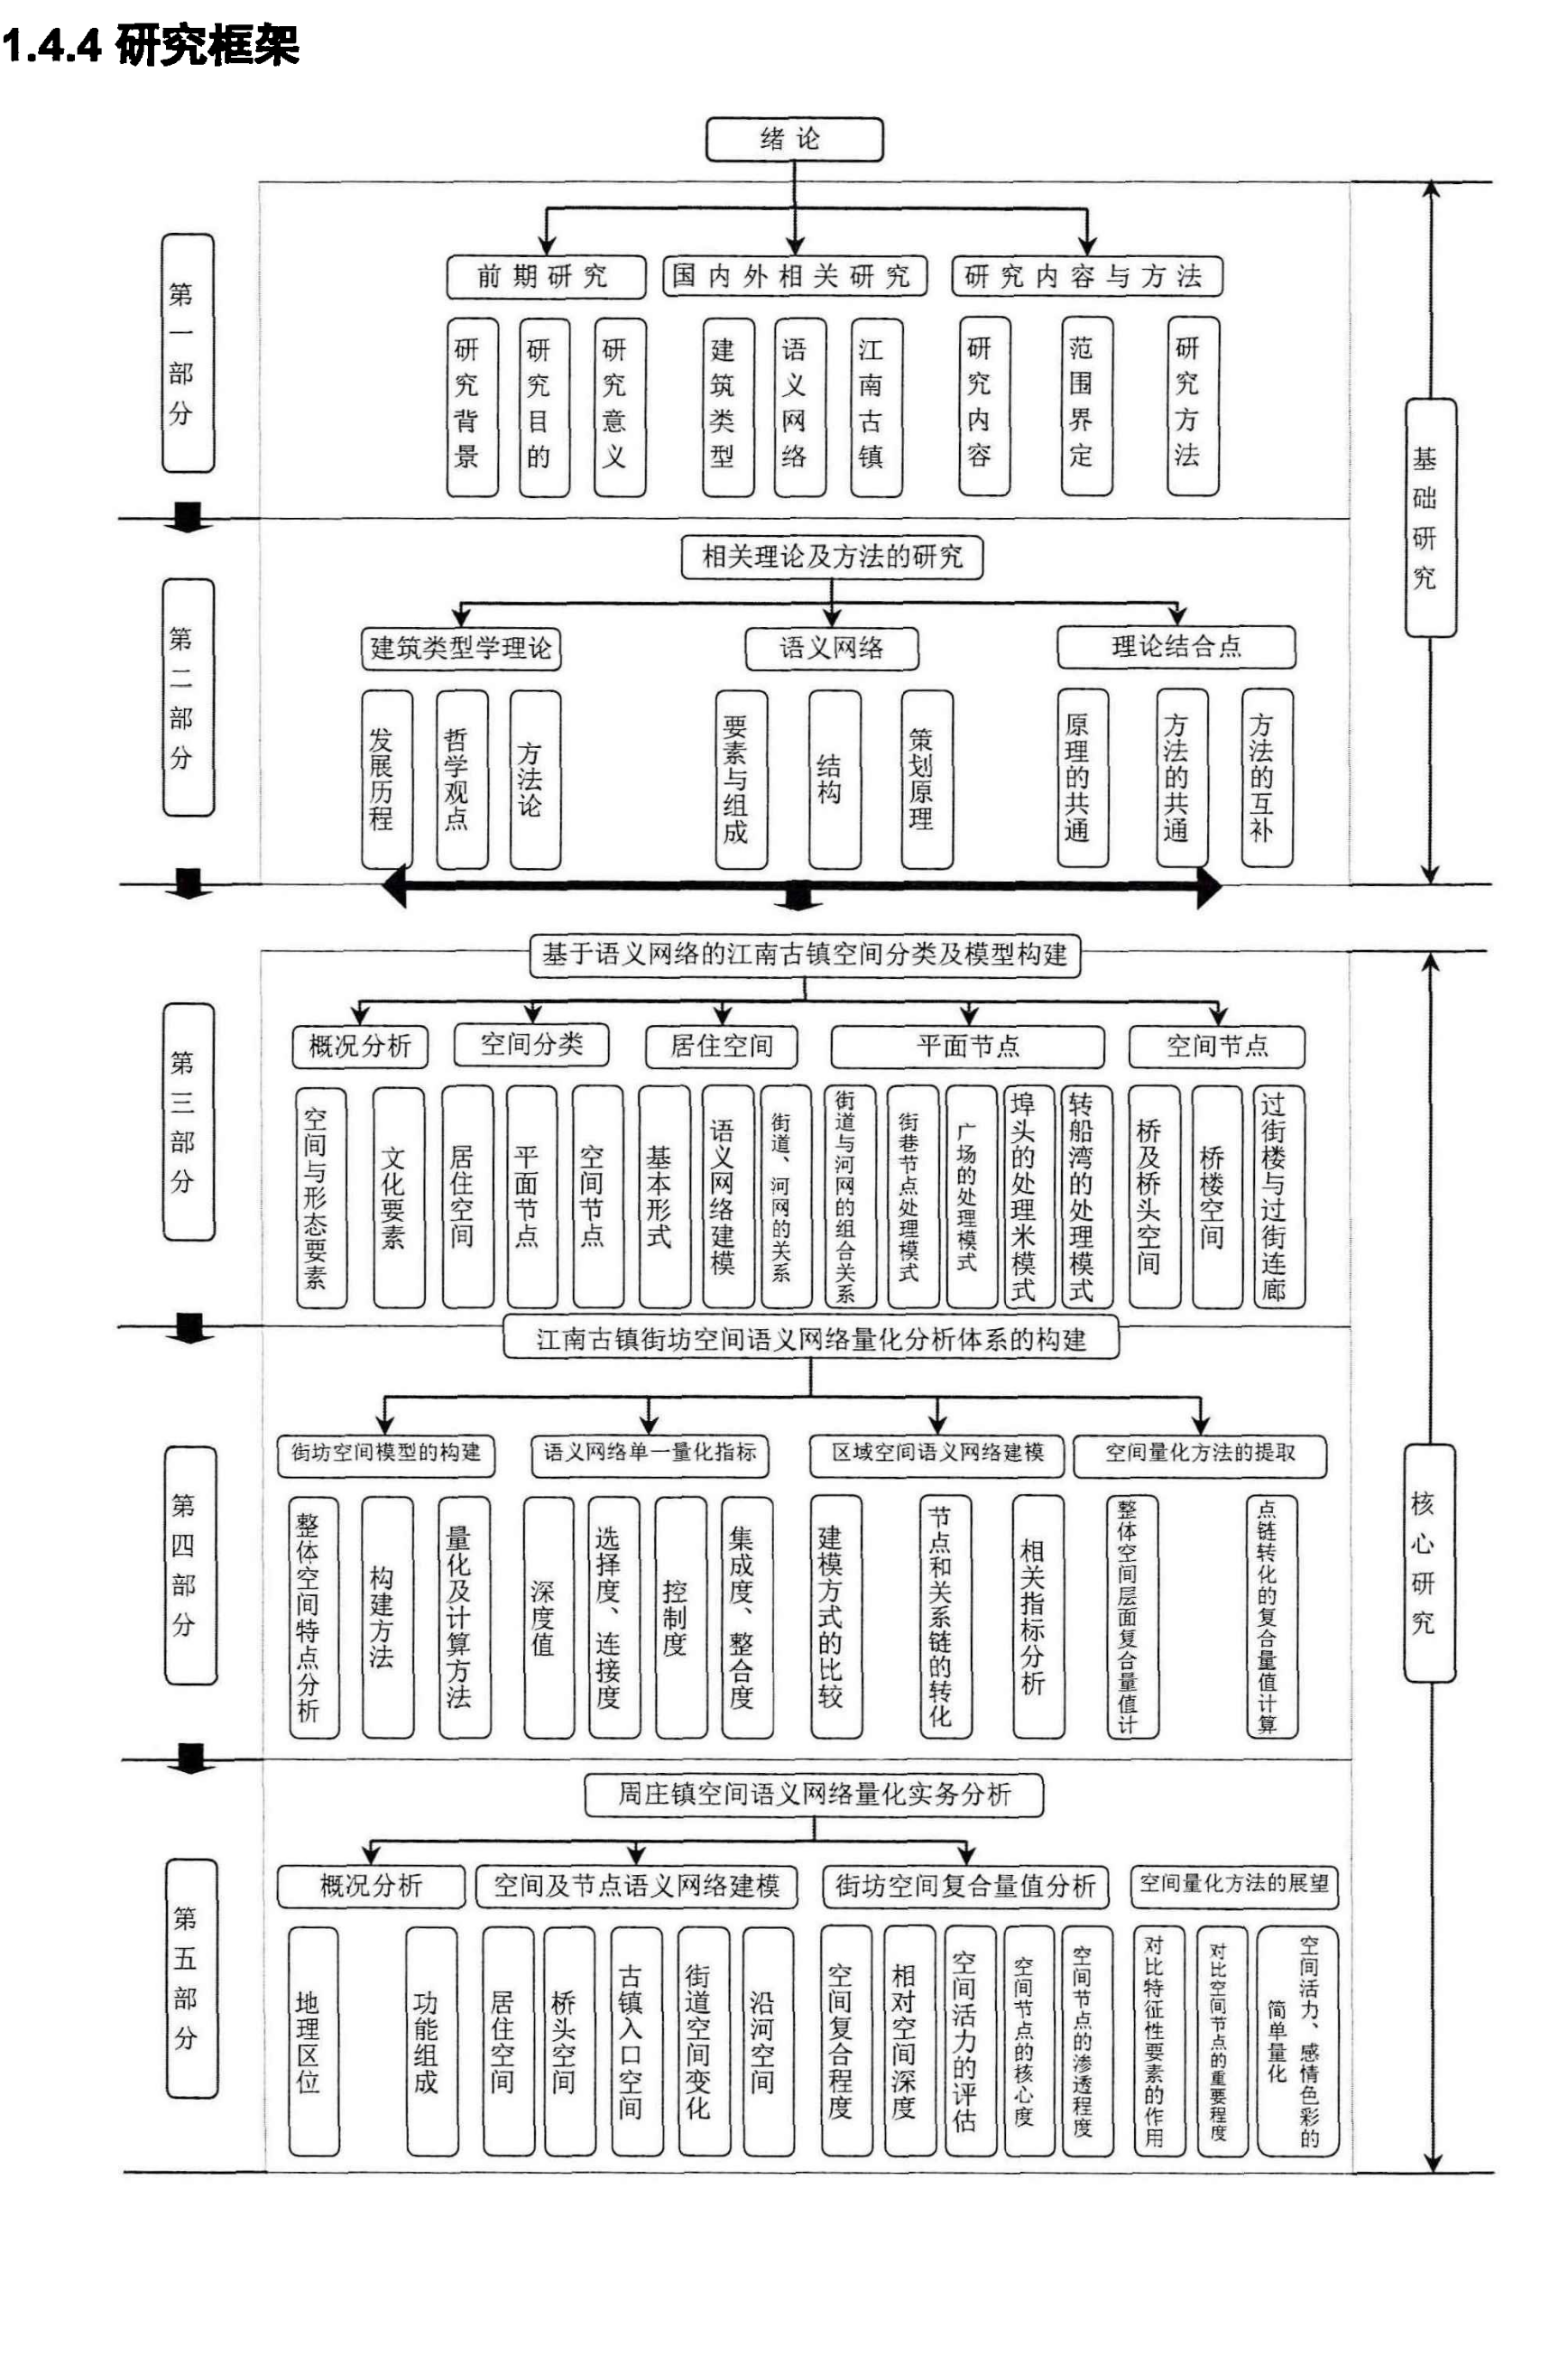 1.4.4 研究框架
绪论
第一部分
前期研究
国内外相关研究
研究内容与方法
研究背景
研究目的
研究意义
建筑类型
语义网络
江南古镇
研究内容
范围界定
研究方法
基础研究
第二部分
相关理论及方法的研究
建筑类型学理论
语义网络
理论结合点
发展历程
哲学观点
方法论
要素与组成
结构
策划原理
原理的共通
方法的共通
方法的互补
第三部分
基于语义网络的江南古镇空间分类及模型构建
概况分析
空间分类
居住空间
平面节点
空间节点
空间与形态要素
文化要素
居住空间
平面节点
空间节点
基本形式
语义网络建模
街道、河网的关系
街道与河网的组合关系
街巷节点处理模式
广场的处理模式
埠头的处理米模式
转船湾的处理模式
桥及桥头空间
桥楼空间
过街楼与过街连廊
核心研究
第四部分
江南古镇街坊空间语义网络量化分析体系的构建
街坊空间模型的构建
语义网络单一量化指标
区域空间语义网络建模
空间量化方法的提取
整体空间特点分析
构建方法
量化及计算方法
深度值
选择度、连接度
控制度
集成度、整合度
建模方式的比较
节点和关系链的转化
相关指标分析
整体空间层面复合量值计
点链转化的复合量值计算
第五部分
周庄镇空间语义网络量化实务分析
概况分析
空间及节点语义网络建模
街坊空间复合量值分析
空间量化方法的展望
地理区位
功能组成
居住空间
桥头空间
古镇入口空间
街道空间变化
沿河空间
空间复合程度
相对空间深度
空间活力的评估
空间节点的核心度
空间节点的渗透程度
对比特征性要素的作用
对比空间节点的重要程度
空间活力、感情色彩的
简单量化